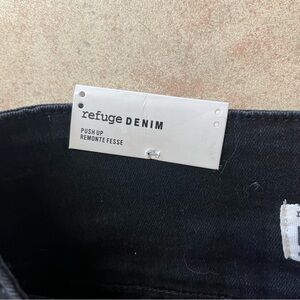 refuge DENIM
PUSH UP
REMONTE FESSE